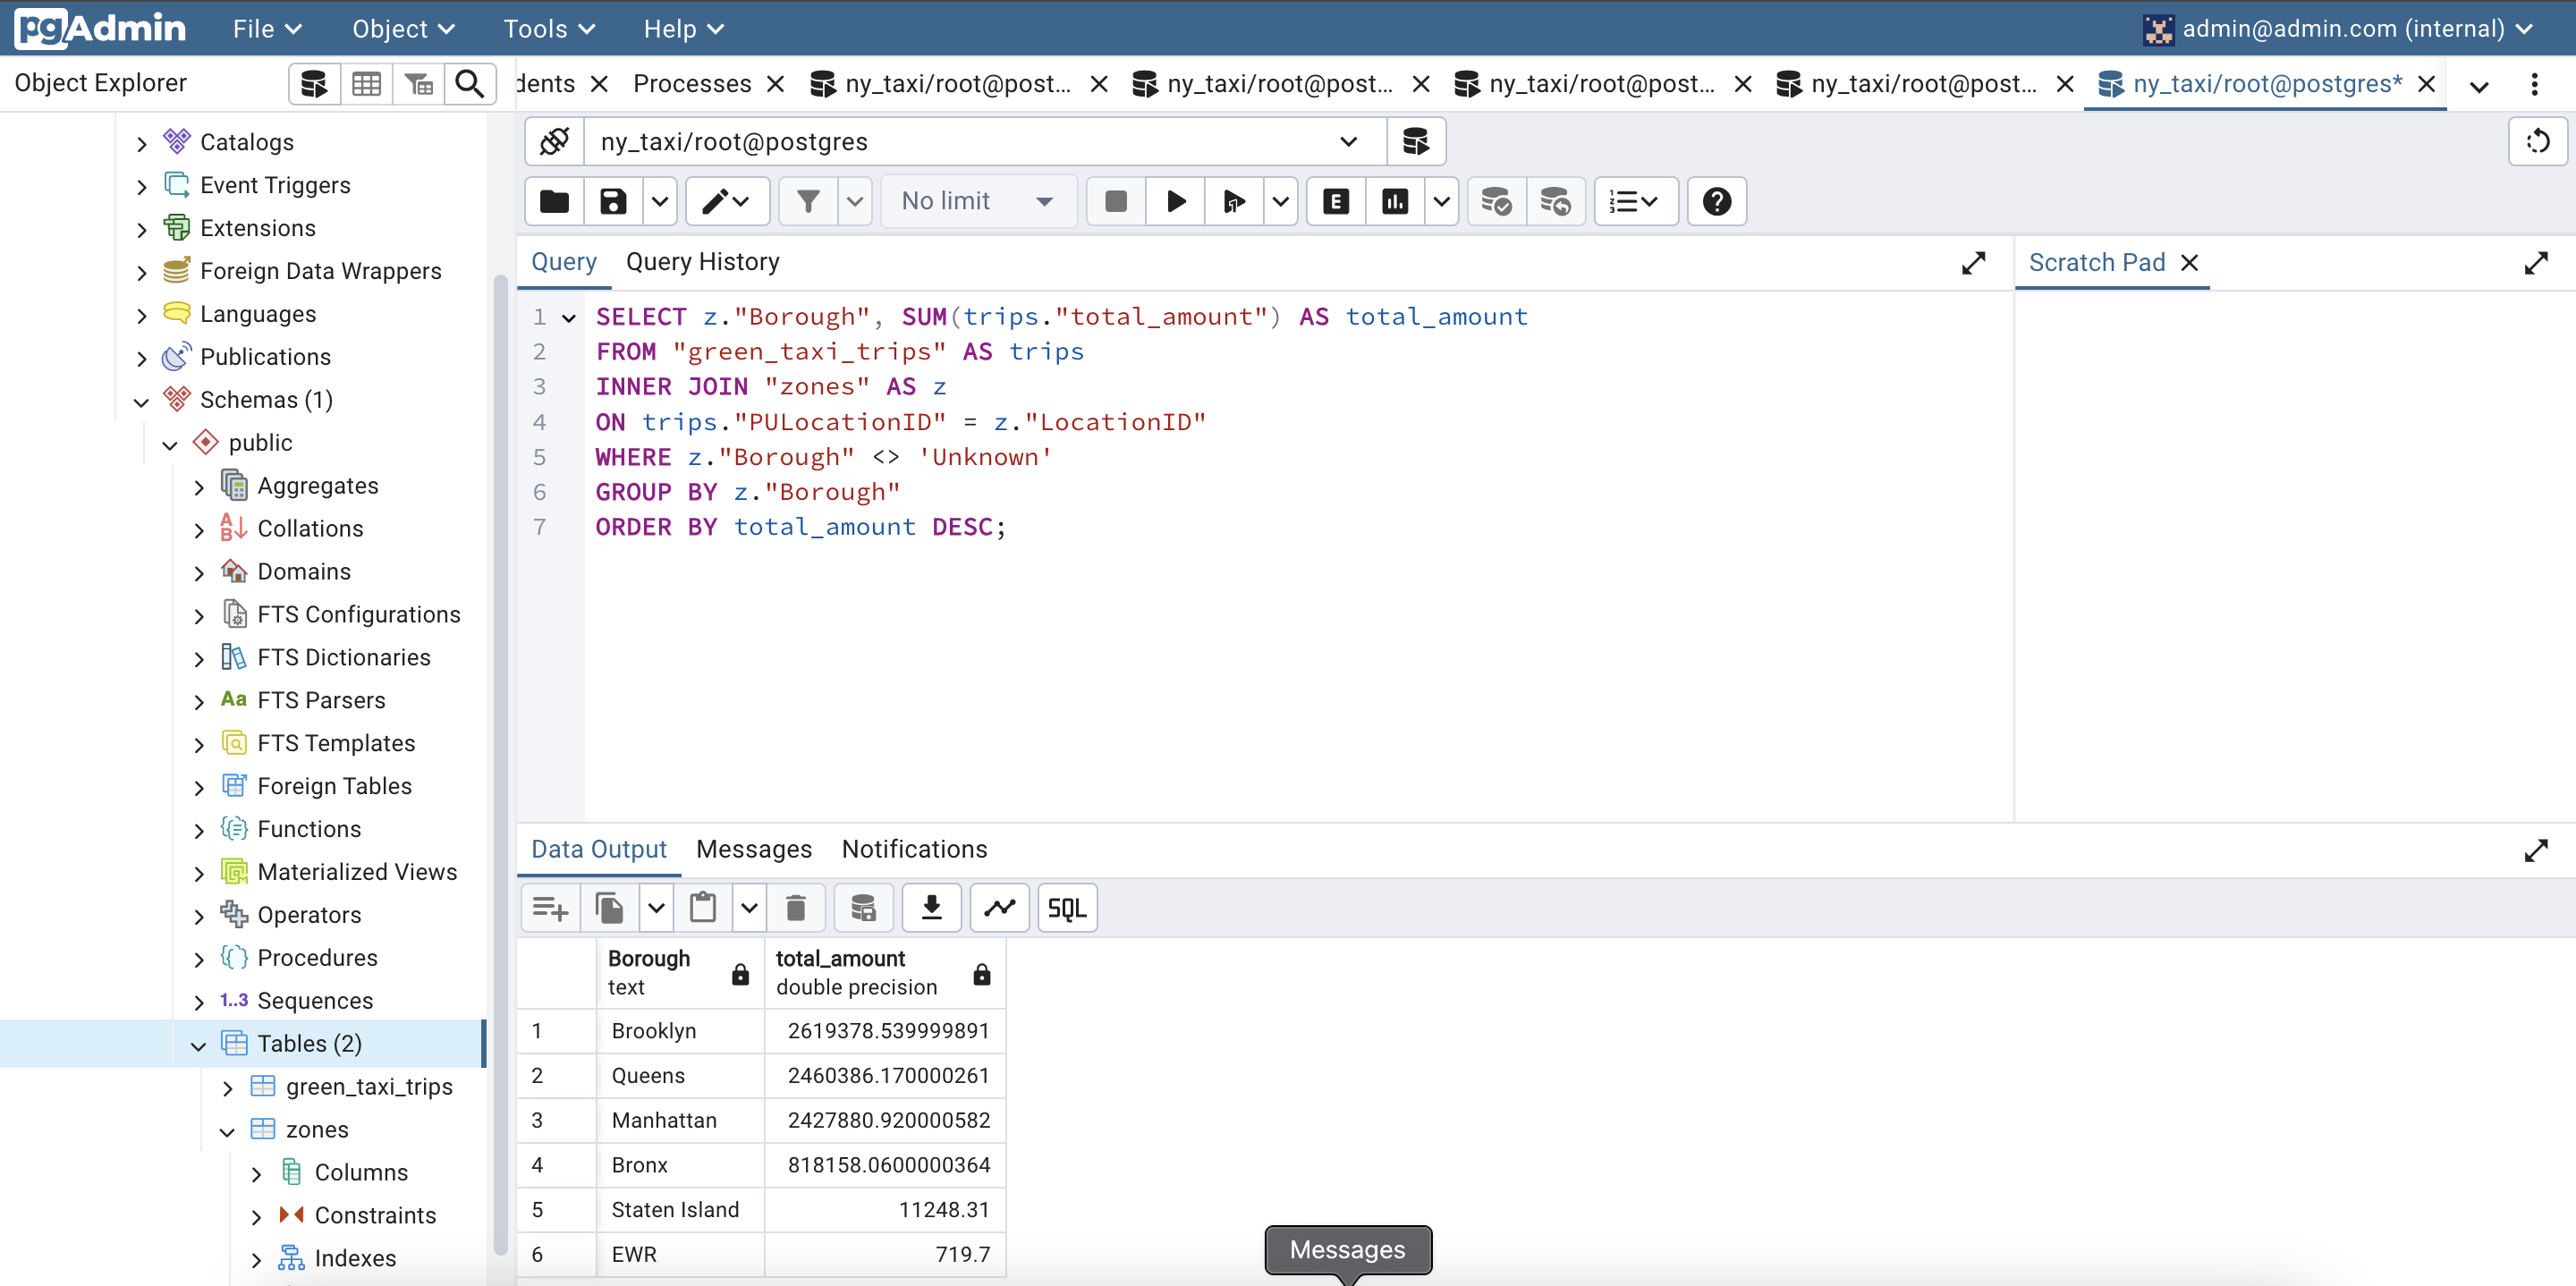 pgAdmin File Object Tools Help admin@admin.com (internal)
Object Explorer
dents Processes ny_taxi/root@post... ny_taxi/root@post... ny_taxi/root@post... ny_taxi/root@post... ny_taxi/root@postgres*
Catalogs
Event Triggers
Extensions
Foreign Data Wrappers
Languages
Publications
Schemas (1)
public
Aggregates
Collations
Domains
FTS Configurations
FTS Dictionaries
Aa FTS Parsers
FTS Templates
Foreign Tables
Functions
Materialized Views
Operators
Procedures
1..3 Sequences
Tables (2)
green_taxi_trips
zones
Columns
Constraints
Indexes
ny_taxi/root@postgres
No limit E
Query Query History
1 SELECT z."Borough", SUM(trips."total_amount") AS total_amount
2 FROM "green_taxi_trips" AS trips
3 INNER JOIN "zones" AS z
4 ON trips."PULocationID" = z."LocationID"
5 WHERE z."Borough" <> 'Unknown'
6 GROUP BY z."Borough"
7 ORDER BY total_amount DESC;
Scratch Pad
Data Output Messages Notifications
SQL
Borough total_amount
text double precision
1 Brooklyn 2619378.539999891
2 Queens 2460386.170000261
3 Manhattan 2427880.920000582
4 Bronx 818158.0600000364
5 Staten Island 11248.31
6 EWR 719.7
Messages